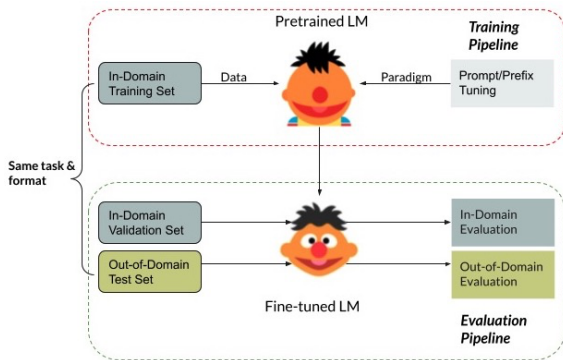 Pretrained LM
Training
Pipeline
In-Domain
Training Set
Data
Paradigm
Prompt/Prefix
Tuning
Same task &
format
In-Domain
Validation Set
In-Domain
Evaluation
Out-of-Domain
Test Set
Out-of-Domain
Evaluation
Fine-tuned LM
Evaluation
Pipeline